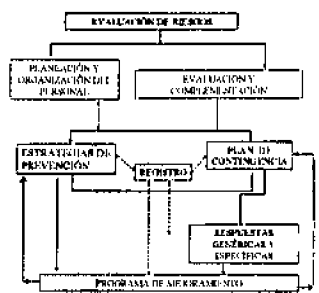 EVALUACIÓN DE RIESGOS
PLANEACIÓN Y
ORGANIZACIÓN DEL
PERSONAL
EVALUACION Y
COMPLEMENTACIÓN
ESTRATEGIAS DE
PREVENCIÓN
REGISTRO
PLAN DE
CONTINGENCIA
RESPUESTAS
GENÉRICAS Y
ESPECÍFICAS
PROGRAMA DE MEJORAMIENTO